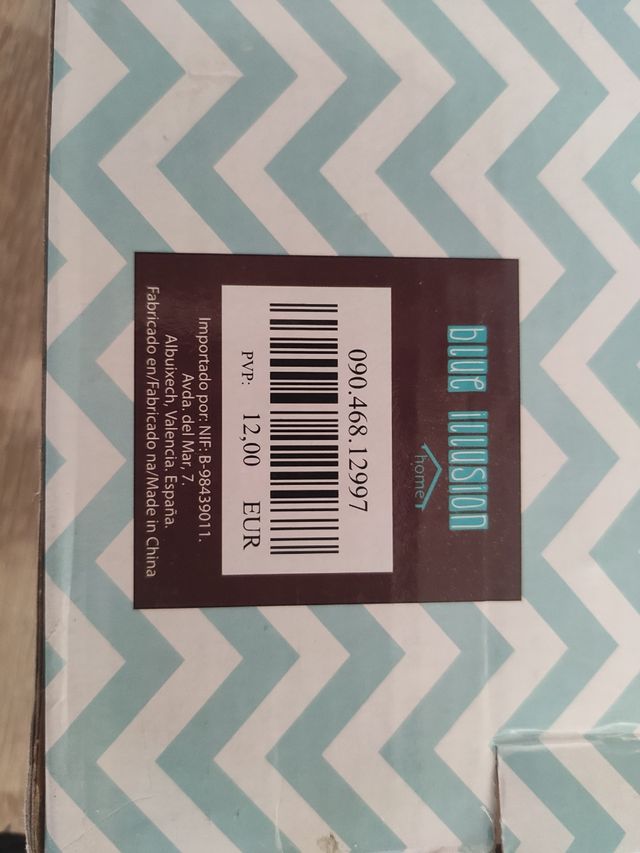 blue illusion
home
090.468.12997
PVP: 12,00 EUR
Importado por: NIF: B-98439011.
Avda. del Mar, 7.
Albuixech, Valencia. España.
Fabricado en/Fabricado na/Made in China